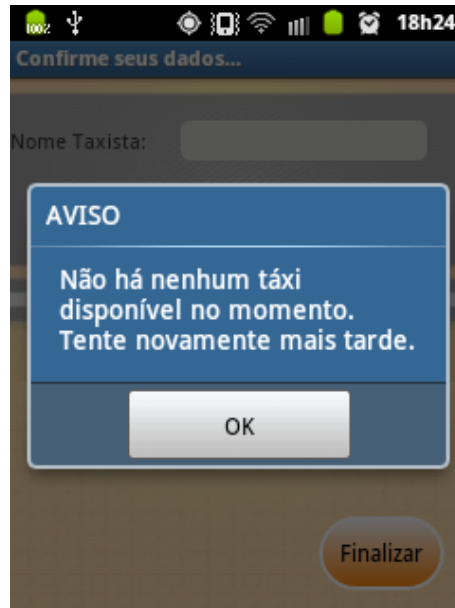 100%
18h24
Confirme seus dados...
Nome Taxista:
AVISO
Não há nenhum táxi
disponível no momento.
Tente novamente mais tarde.
OK
Finalizar